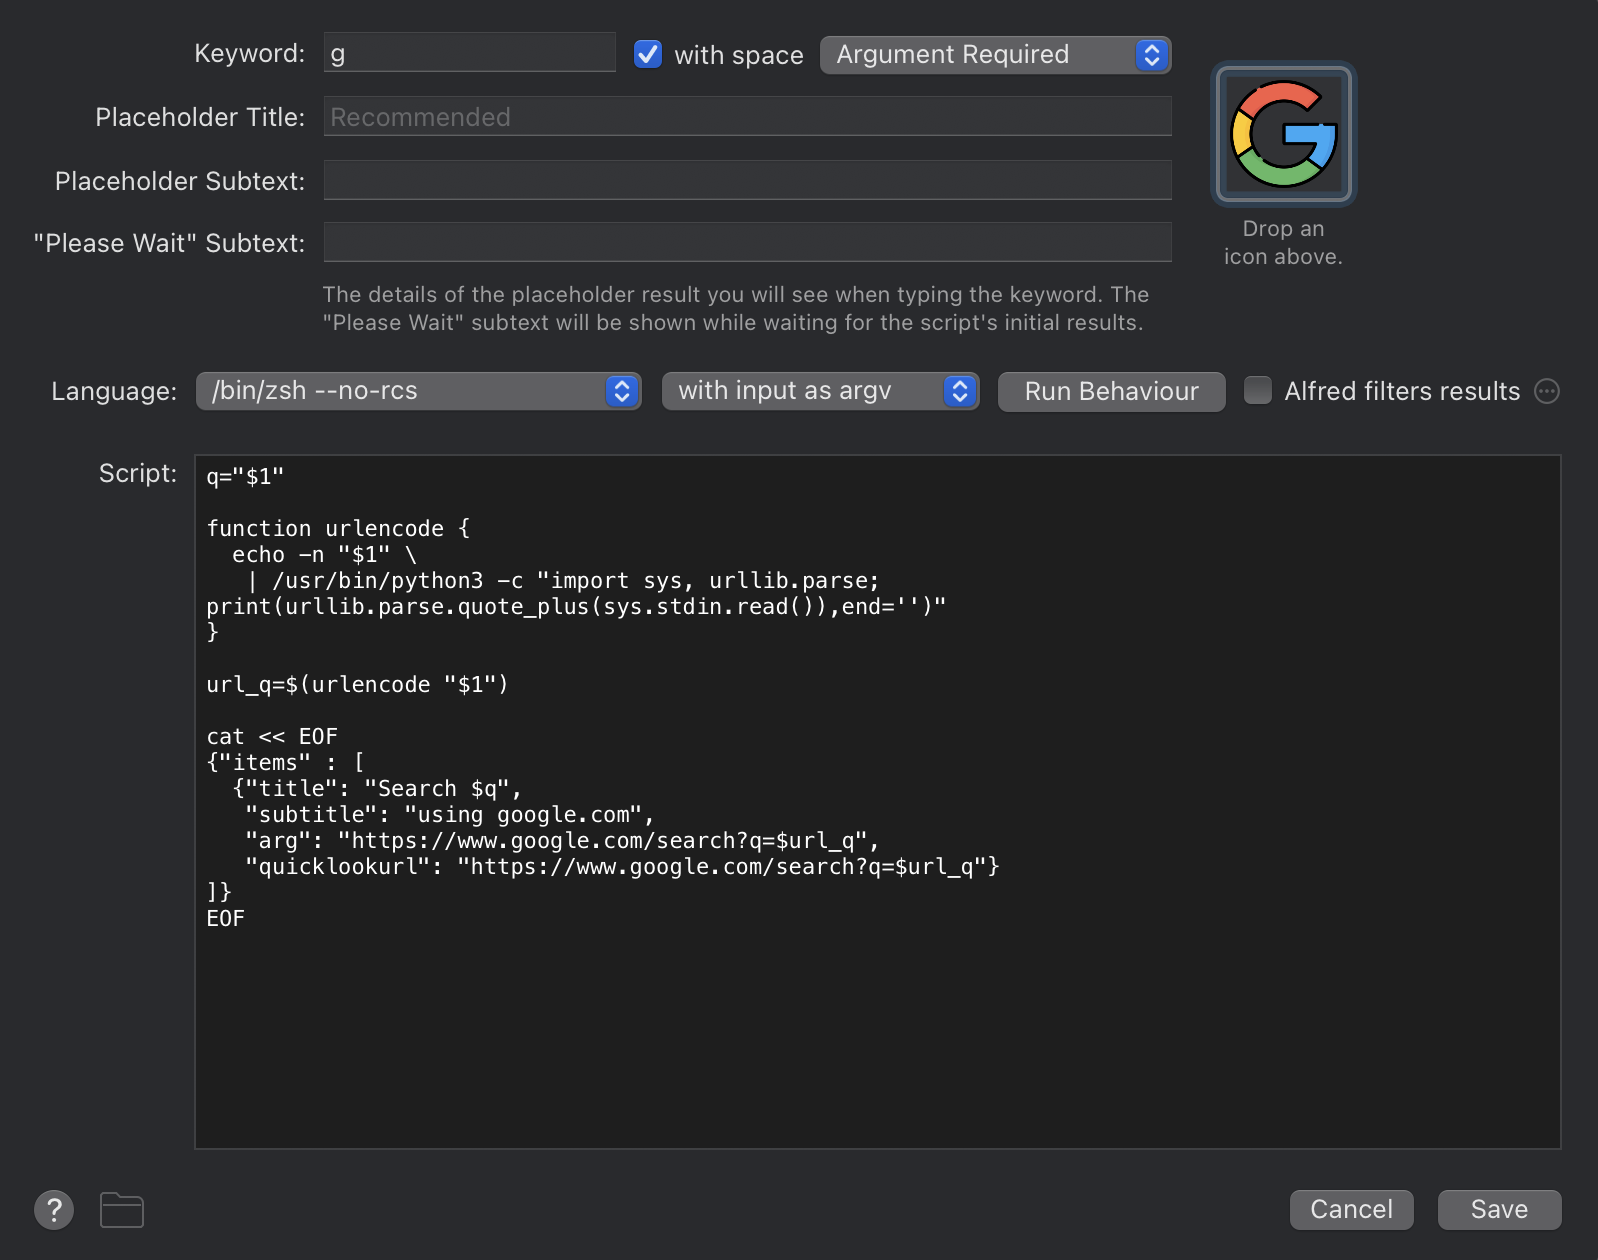 Keyword: g with space Argument Required
Placeholder Title: Recommended
Placeholder Subtext:
"Please Wait" Subtext:
Drop an
icon above.
The details of the placeholder result you will see when typing the keyword. The
"Please Wait" subtext will be shown while waiting for the script's initial results.
Language: /bin/zsh --no-rcs with input as argv Run Behaviour Alfred filters results
Script:
q="$1"
function urlencode {
  echo -n "$1" \
   | /usr/bin/python3 -c "import sys, urllib.parse;
print(urllib.parse.quote_plus(sys.stdin.read()),end='')"
}
url_q=$(urlencode "$1")
cat << EOF
{"items" : [
  {"title": "Search $q",
   "subtitle": "using google.com",
   "arg": "https://www.google.com/search?q=$url_q",
   "quicklookurl": "https://www.google.com/search?q=$url_q"}
]}
EOF
? Cancel Save